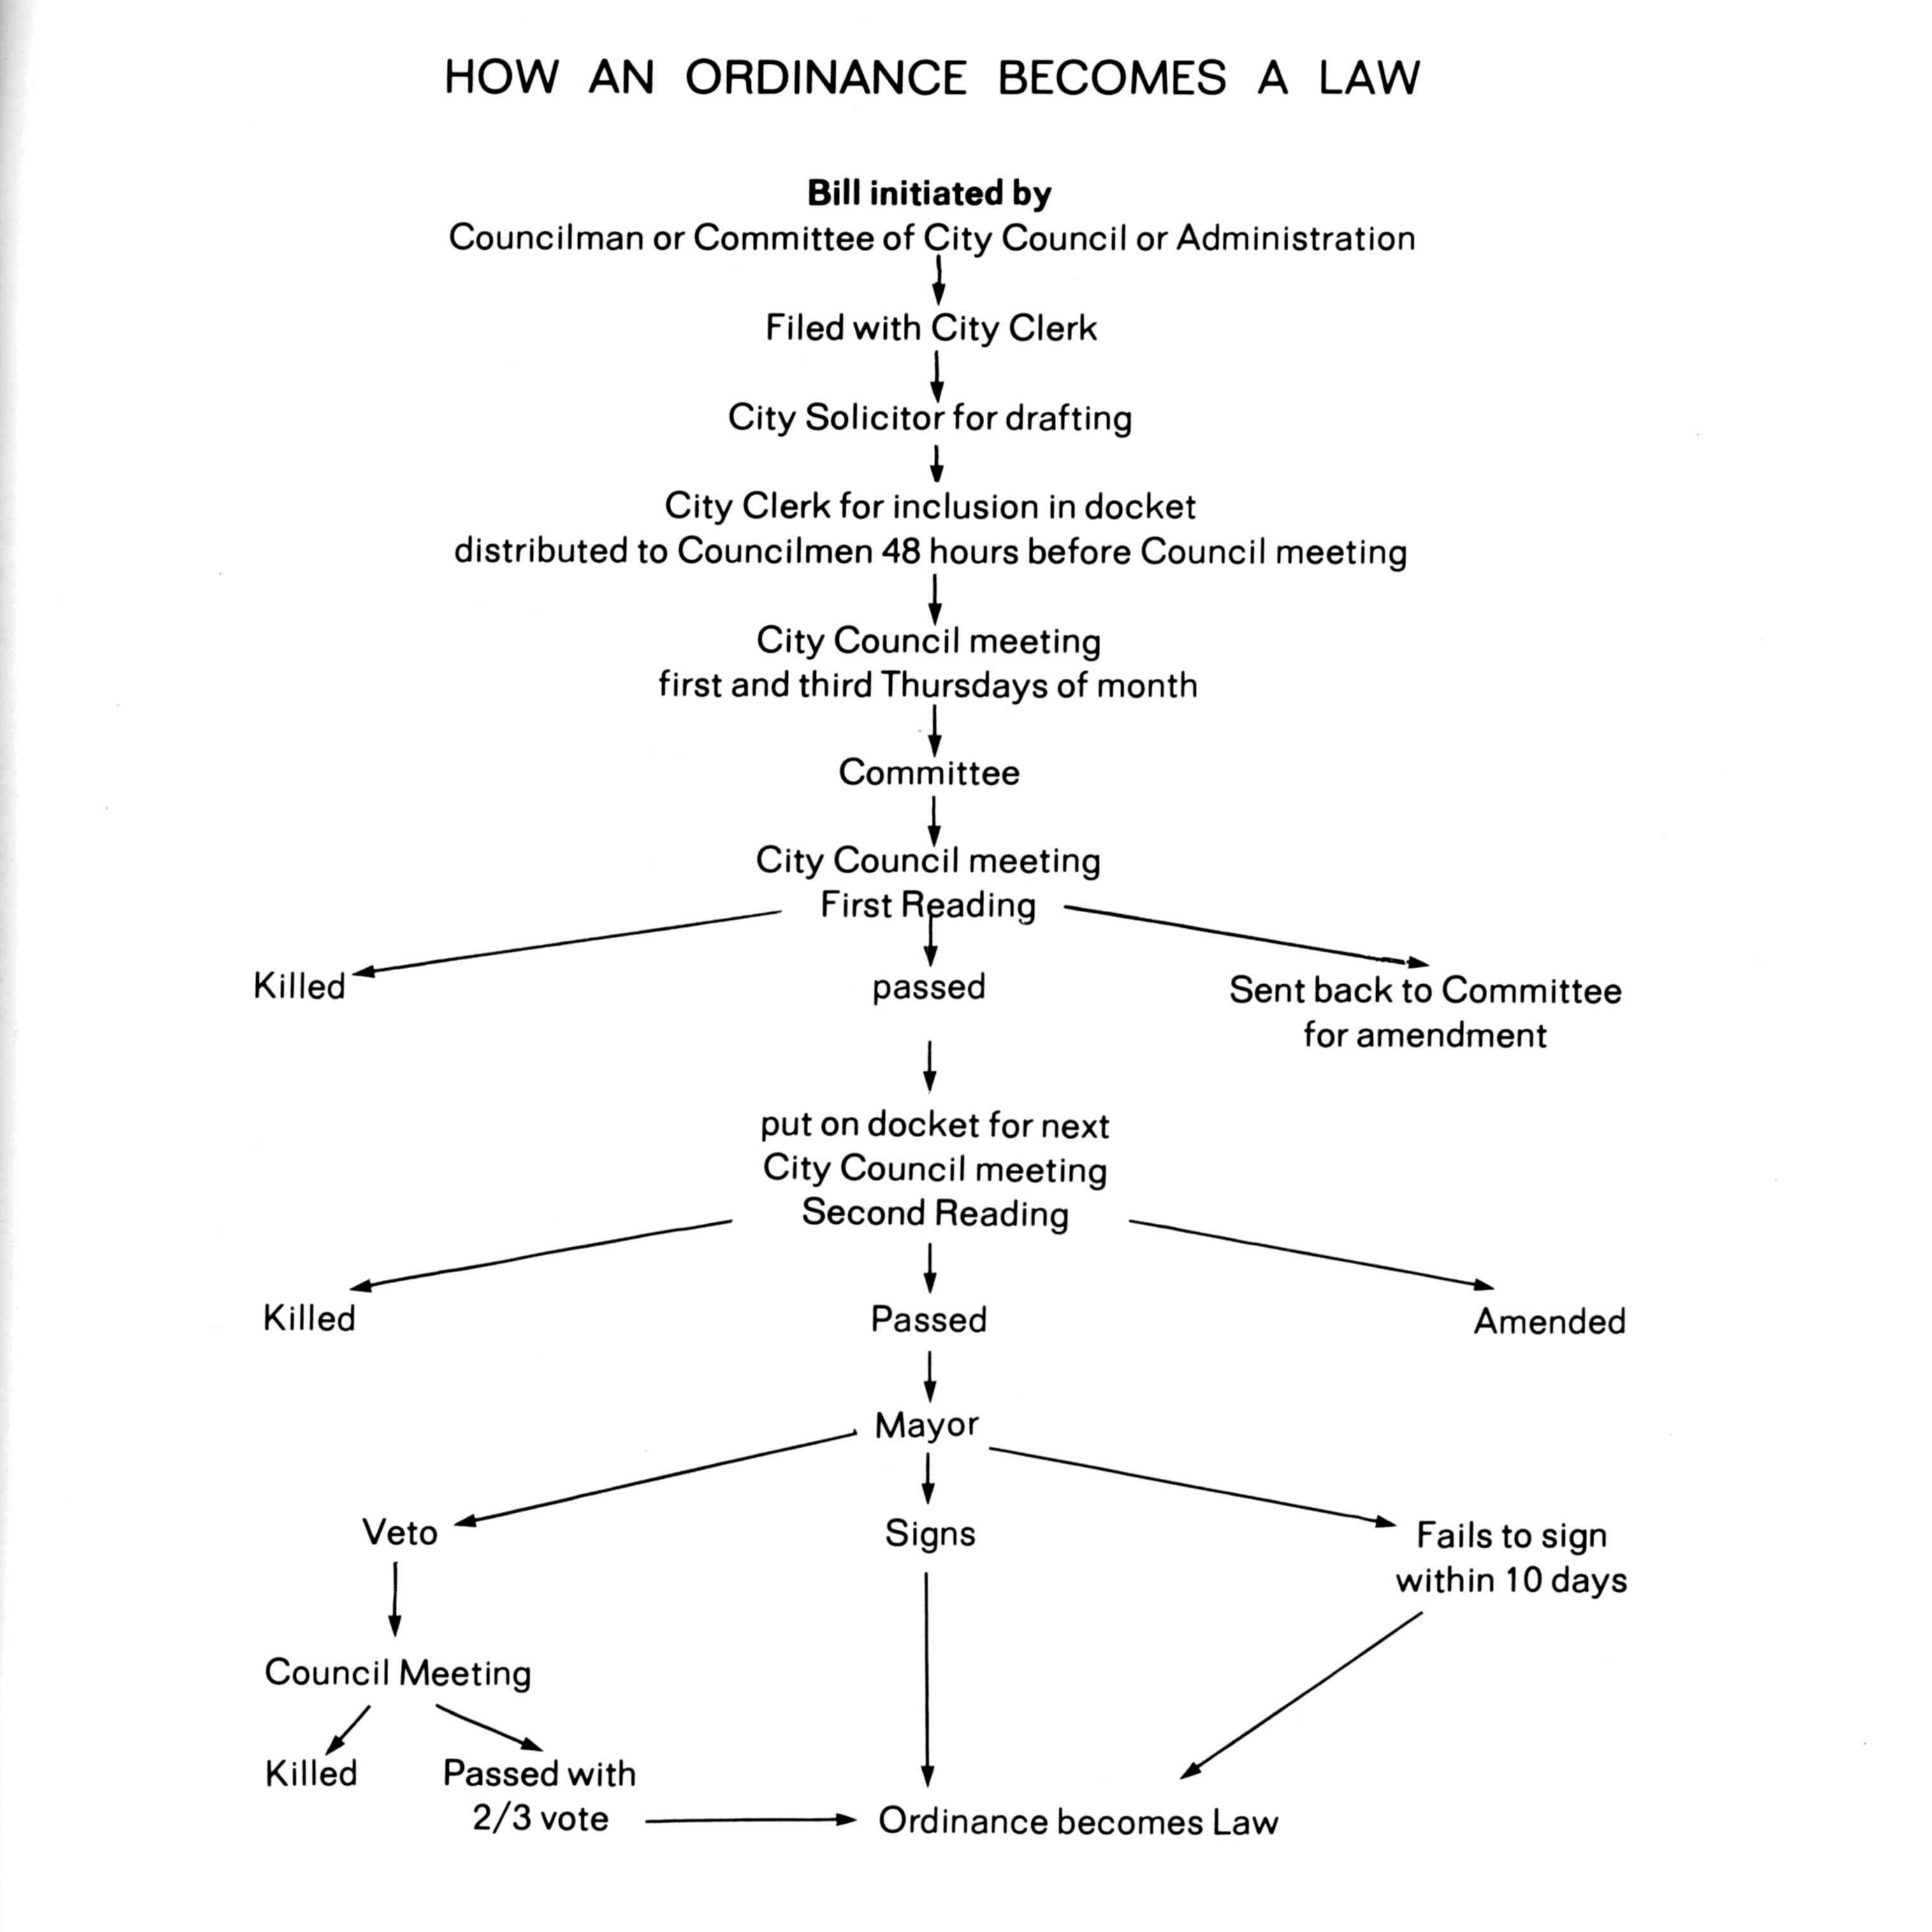 HOW AN ORDINANCE BECOMES A LAW
Bill initiated by
Councilman or Committee of City Council or Administration
Filed with City Clerk
City Solicitor for drafting
City Clerk for inclusion in docket
distributed to Councilmen 48 hours before Council meeting
City Council meeting
first and third Thursdays of month
Committee
City Council meeting
First Reading
Killed
passed
Sent back to Committee
for amendment
put on docket for next
City Council meeting
Second Reading
Killed
Passed
Amended
Mayor
Veto
Signs
Fails to sign
within 10 days
Council Meeting
Killed
Passed with
2/3 vote
Ordinance becomes Law